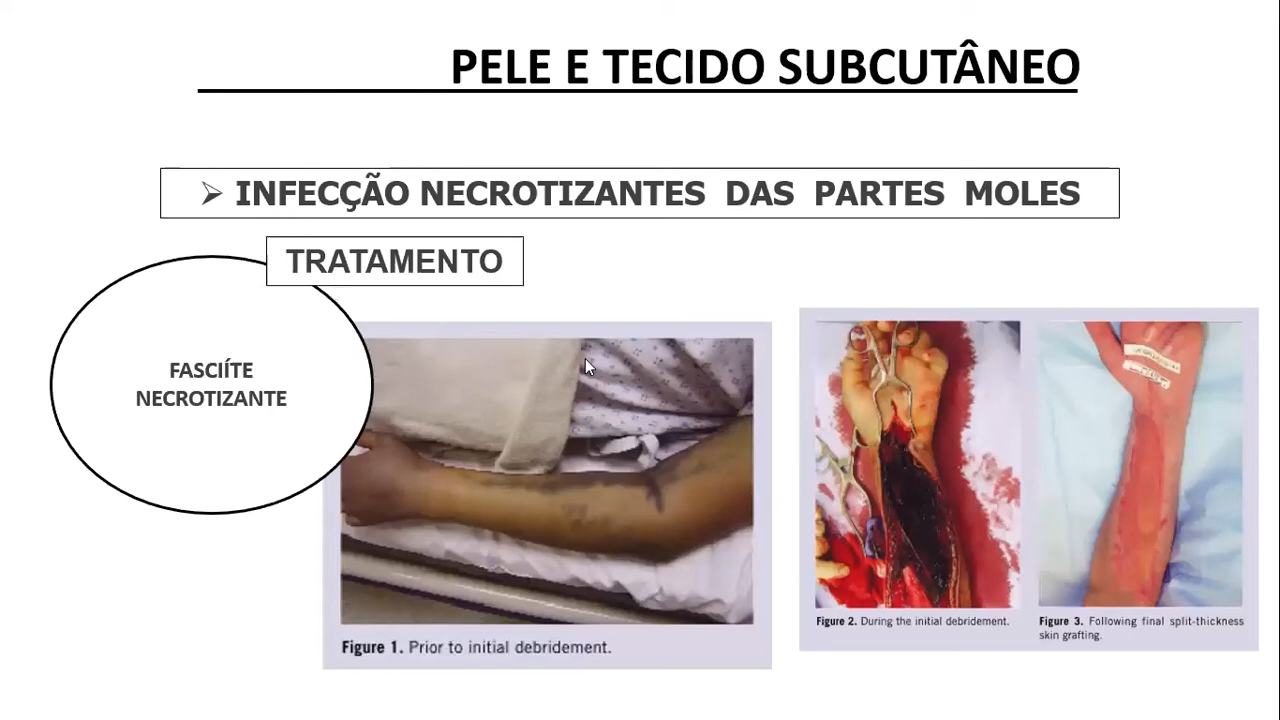 PELE E TECIDO SUBCUTÂNEO
➢ INFECÇÃO NECROTIZANTES DAS PARTES MOLES
TRATAMENTO
FASCIÍTE
NECROTIZANTE
Figure 1. Prior to initial debridement.
Figure 2. During the initial debridement.
Figure 3. Following final split-thickness
skin grafting.